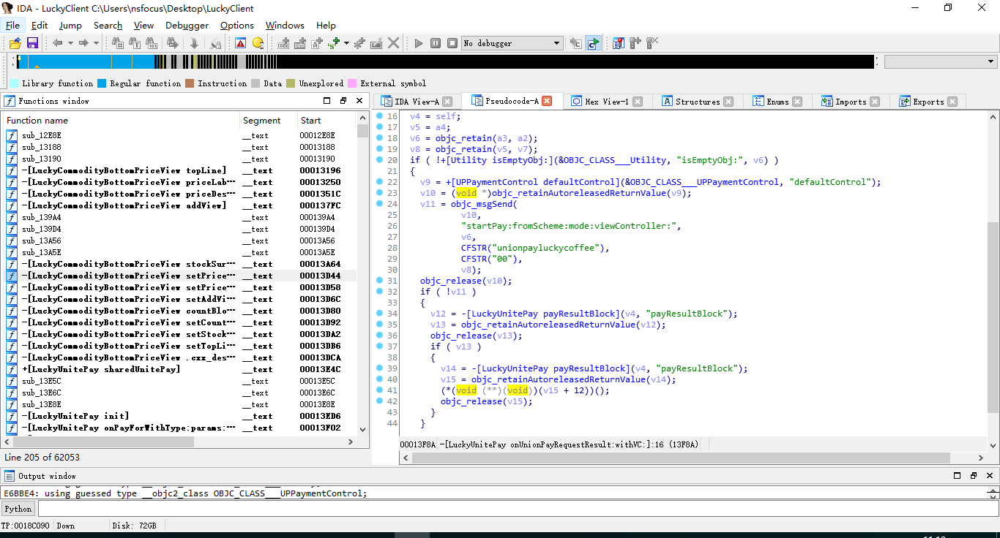 IDA - LuckyClient C:\Users\nsfocus\Desktop\LuckyClient
File Edit Jump Search View Debugger Options Windows Help
No debugger
Library function Regular function Instruction Data Unexplored External symbol
Functions window
Function name Segment Start
sub_12E8E __text 00012E8E
sub_13188 __text 00013188
sub_13190 __text 00013190
-[LuckyCommodityBottomPriceView topLine] __text 00013196
-[LuckyCommodityBottomPriceView priceLab… __text 00013250
-[LuckyCommodityBottomPriceView priceDes… __text 0001351C
-[LuckyCommodityBottomPriceView addView] __text 000137FC
sub_139A4 __text 000139A4
sub_139D4 __text 000139D4
sub_13A56 __text 00013A56
sub_13A5E __text 00013A5E
-[LuckyCommodityBottomPriceView stockSur… __text 00013A64
-[LuckyCommodityBottomPriceView setPrice… __text 00013D44
-[LuckyCommodityBottomPriceView setPrice… __text 00013D58
-[LuckyCommodityBottomPriceView setAddVi… __text 00013D6C
-[LuckyCommodityBottomPriceView countBlo… __text 00013D80
-[LuckyCommodityBottomPriceView setCount… __text 00013D92
-[LuckyCommodityBottomPriceView setStock… __text 00013DA2
-[LuckyCommodityBottomPriceView setTopLi… __text 00013DB6
-[LuckyCommodityBottomPriceView .cxx_des… __text 00013DCA
+[LuckyUnitePay sharedUnitePay] __text 00013E4C
sub_13E5C __text 00013E5C
sub_13E6C __text 00013E6C
sub_13E8E __text 00013E8E
-[LuckyUnitePay init] __text 00013ED6
-[LuckyUnitePay onPayForWithType:params:… __text 00013F02
Line 205 of 62053
IDA View-A Pseudocode-A Hex View-1 Structures Enums Imports Exports
16 v4 = self;
17 v5 = a4;
18 v6 = objc_retain(a3, a2);
19 v8 = objc_retain(v5, v7);
20 if ( !+[Utility isEmptyObj:](&OBJC_CLASS___Utility, "isEmptyObj:", v6) )
21 {
22 v9 = +[UPPaymentControl defaultControl](&OBJC_CLASS___UPPaymentControl, "defaultControl");
23 v10 = (void *)objc_retainAutoreleasedReturnValue(v9);
24 v11 = objc_msgSend(
25 v10,
26 "startPay:fromScheme:mode:viewController:",
27 v6,
28 CFSTR("unionpayluckycoffee"),
29 CFSTR("00"),
30 v8);
31 objc_release(v10);
32 if ( !v11 )
33 {
34 v12 = -[LuckyUnitePay payResultBlock](v4, "payResultBlock");
35 v13 = objc_retainAutoreleasedReturnValue(v12);
36 objc_release(v13);
37 if ( v13 )
38 {
39 v14 = -[LuckyUnitePay payResultBlock](v4, "payResultBlock");
40 v15 = objc_retainAutoreleasedReturnValue(v14);
41 (*(void (**)(void))(v15 + 12))();
42 objc_release(v15);
43 }
44 }
00013F8A -[LuckyUnitePay onUnionPayRequestResult:withVC:]:16 (13F8A)
Output window
E6BBE4: using guessed type __objc2_class OBJC_CLASS___UPPaymentControl;
Python
TP:0018C090 Down Disk: 72GB